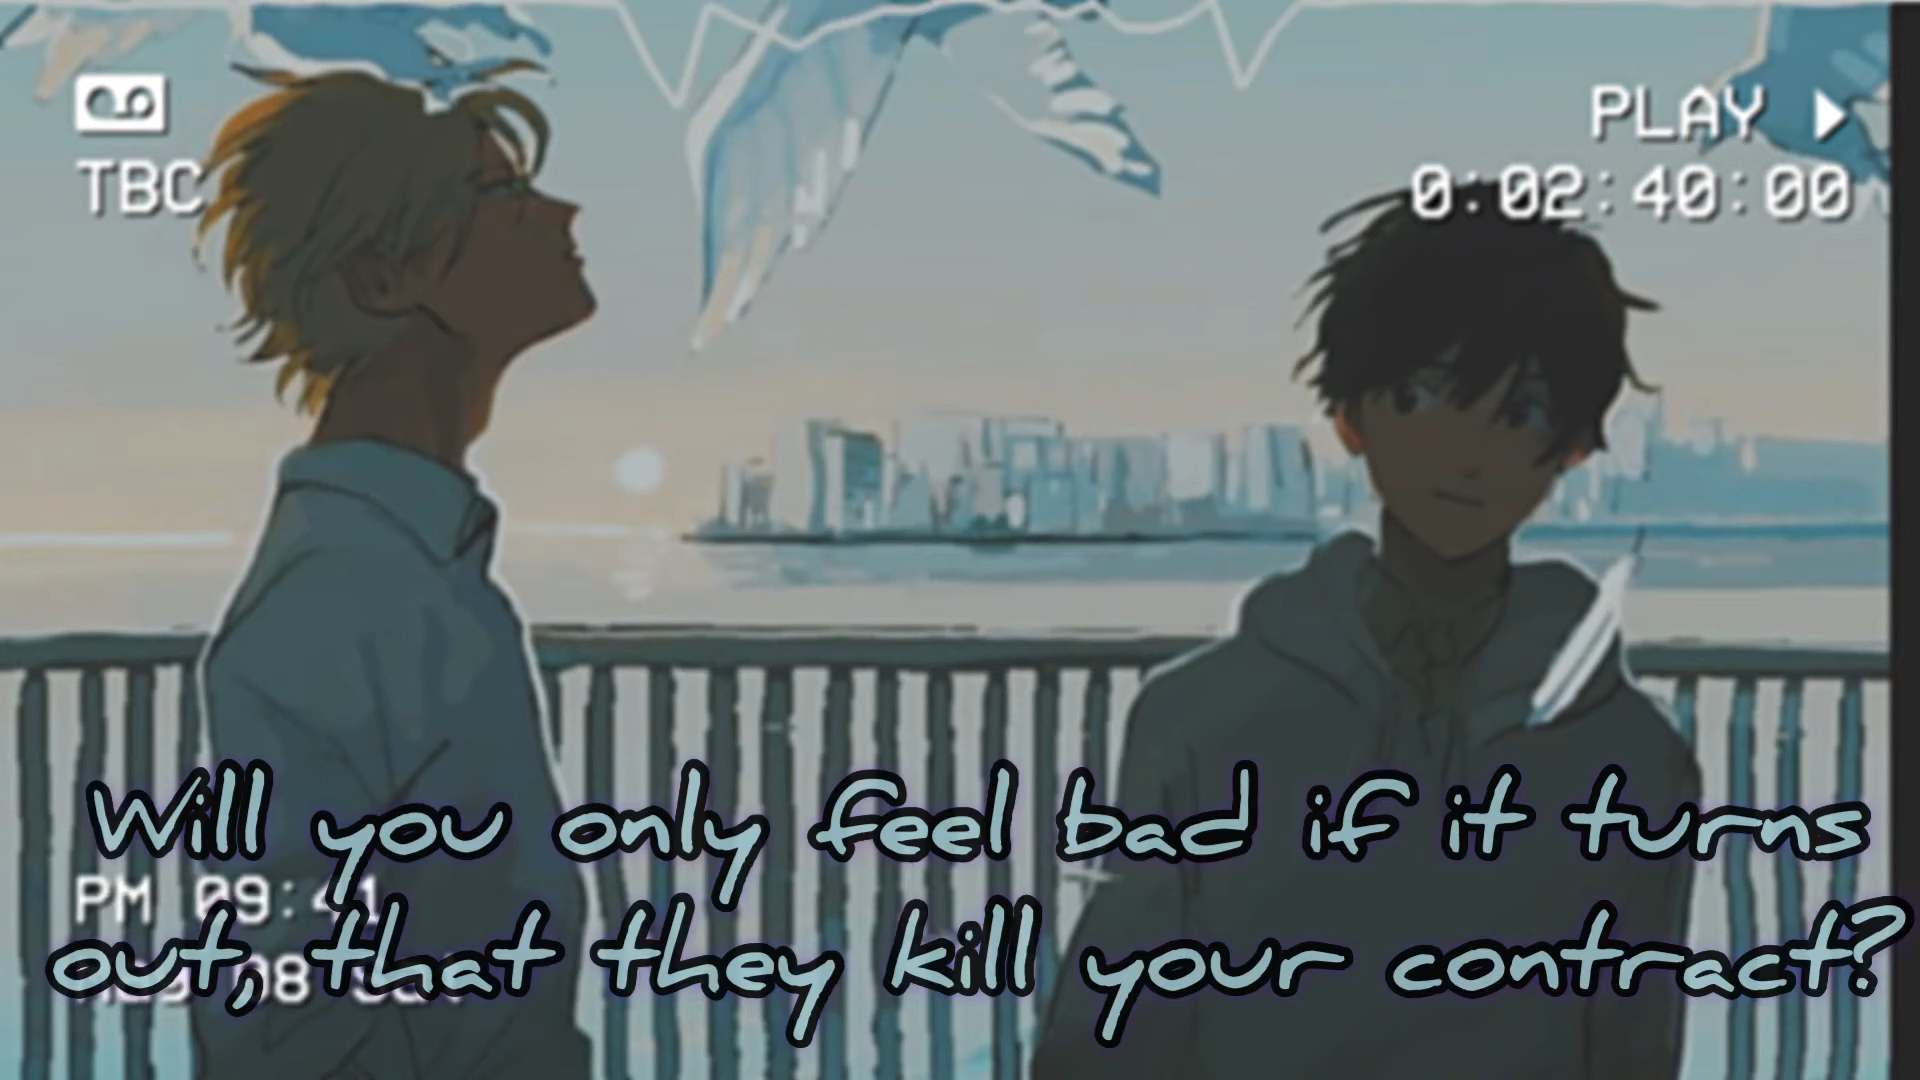 TBC
PLAY
0:02:40:00
Will you only feel bad if it turns
PM 09:41
out, that they kill your contract?
08